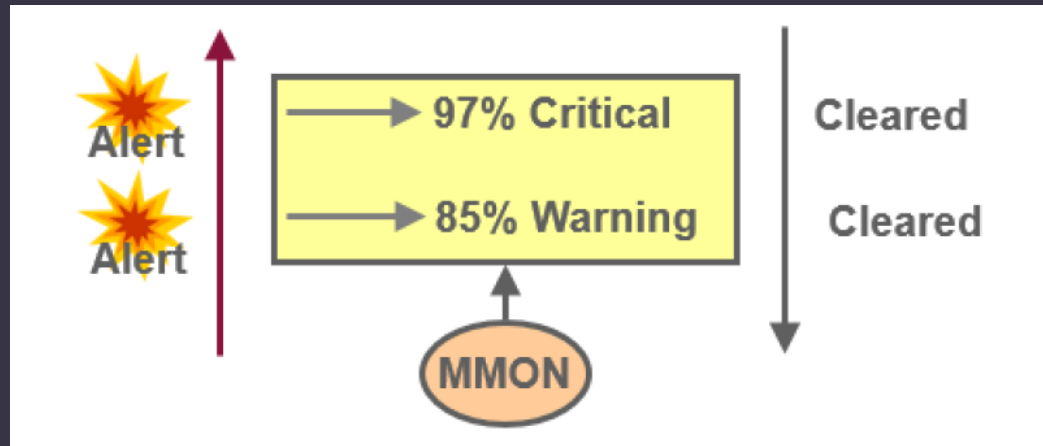 Alert
97% Critical
Cleared
Alert
85% Warning
Cleared
MMON